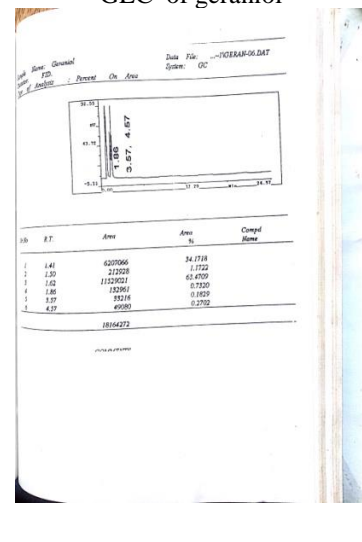 GLC of geraniol
Sample Name: Geraniol Data File: ...~1\GERAN-06.DAT
Detector: FID. System: GC
Type of Analysis : Percent On Area
1.86
3.57, 4.57
R.T. Area Area % Compd Name
1 1.41 6207066 34.1718
2 1.50 212928 1.1722
3 1.62 11529021 63.4709
4 1.86 132961 0.7320
5 3.57 33216 0.1829
6 4.57 49080 0.2702
18164272